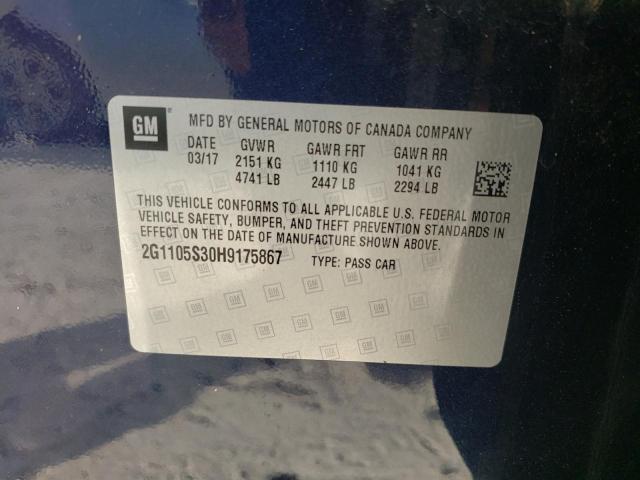 GM
MFD BY GENERAL MOTORS OF CANADA COMPANY
DATE GVWR GAWR FRT GAWR RR
03/17 2151 KG 1110 KG 1041 KG
4741 LB 2447 LB 2294 LB
THIS VEHICLE CONFORMS TO ALL APPLICABLE U.S. FEDERAL MOTOR
VEHICLE SAFETY, BUMPER, AND THEFT PREVENTION STANDARDS IN
EFFECT ON THE DATE OF MANUFACTURE SHOWN ABOVE.
2G1105S30H9175867 TYPE: PASS CAR